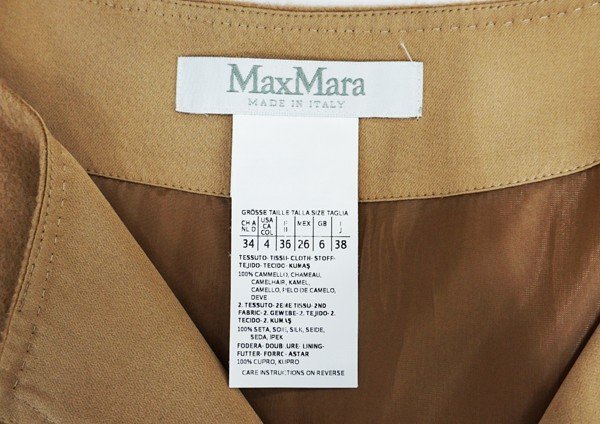 MaxMara
MADE IN ITALY
GRÖSSE TAILLE TALLA SIZE TAGLIA
CH A NL D USA CA COL F B MEX GB I J
34 4 36 26 6 38
TESSUTO-TISSU-CLOTH-STOFF-
TEJIDO-TECIDO-KUMAŞ
100% CAMMELLO, CHAMEAU,
CAMELHAIR, KAMEL,
CAMELLO, PELO DE CAMELO,
DEVE
2. TESSUTO-2EME TISSU-2ND
FABRIC-2. GEWEBE-2. TEJIDO-2.
TECIDO-2. KUMAŞ
100% SETA, SOIE, SILK, SEIDE,
SEDA, IPEK
FODERA-DOUBLURE-LINING-
FUTTER-FORRO-ASTAR
100% CUPRO, KUPRO
CARE INSTRUCTIONS ON REVERSE